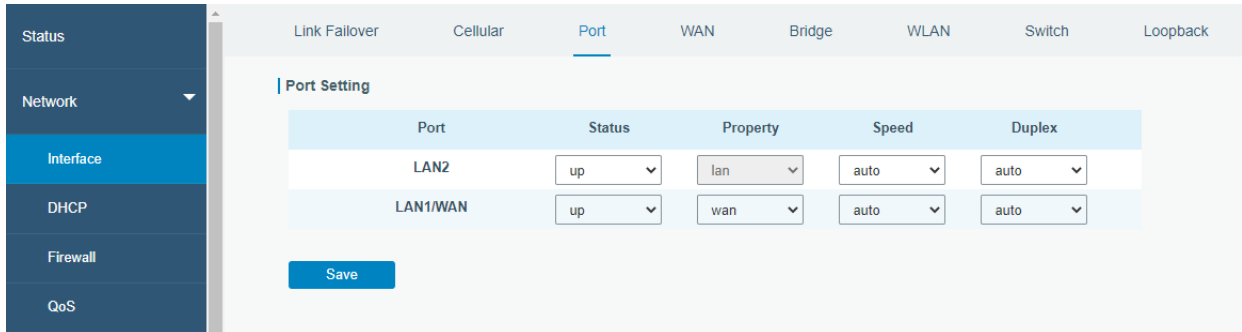 Status
Network
Interface
DHCP
Firewall
QoS
Link Failover Cellular Port WAN Bridge WLAN Switch Loopback
Port Setting
Port Status Property Speed Duplex
LAN2 up lan auto auto
LAN1/WAN up wan auto auto
Save